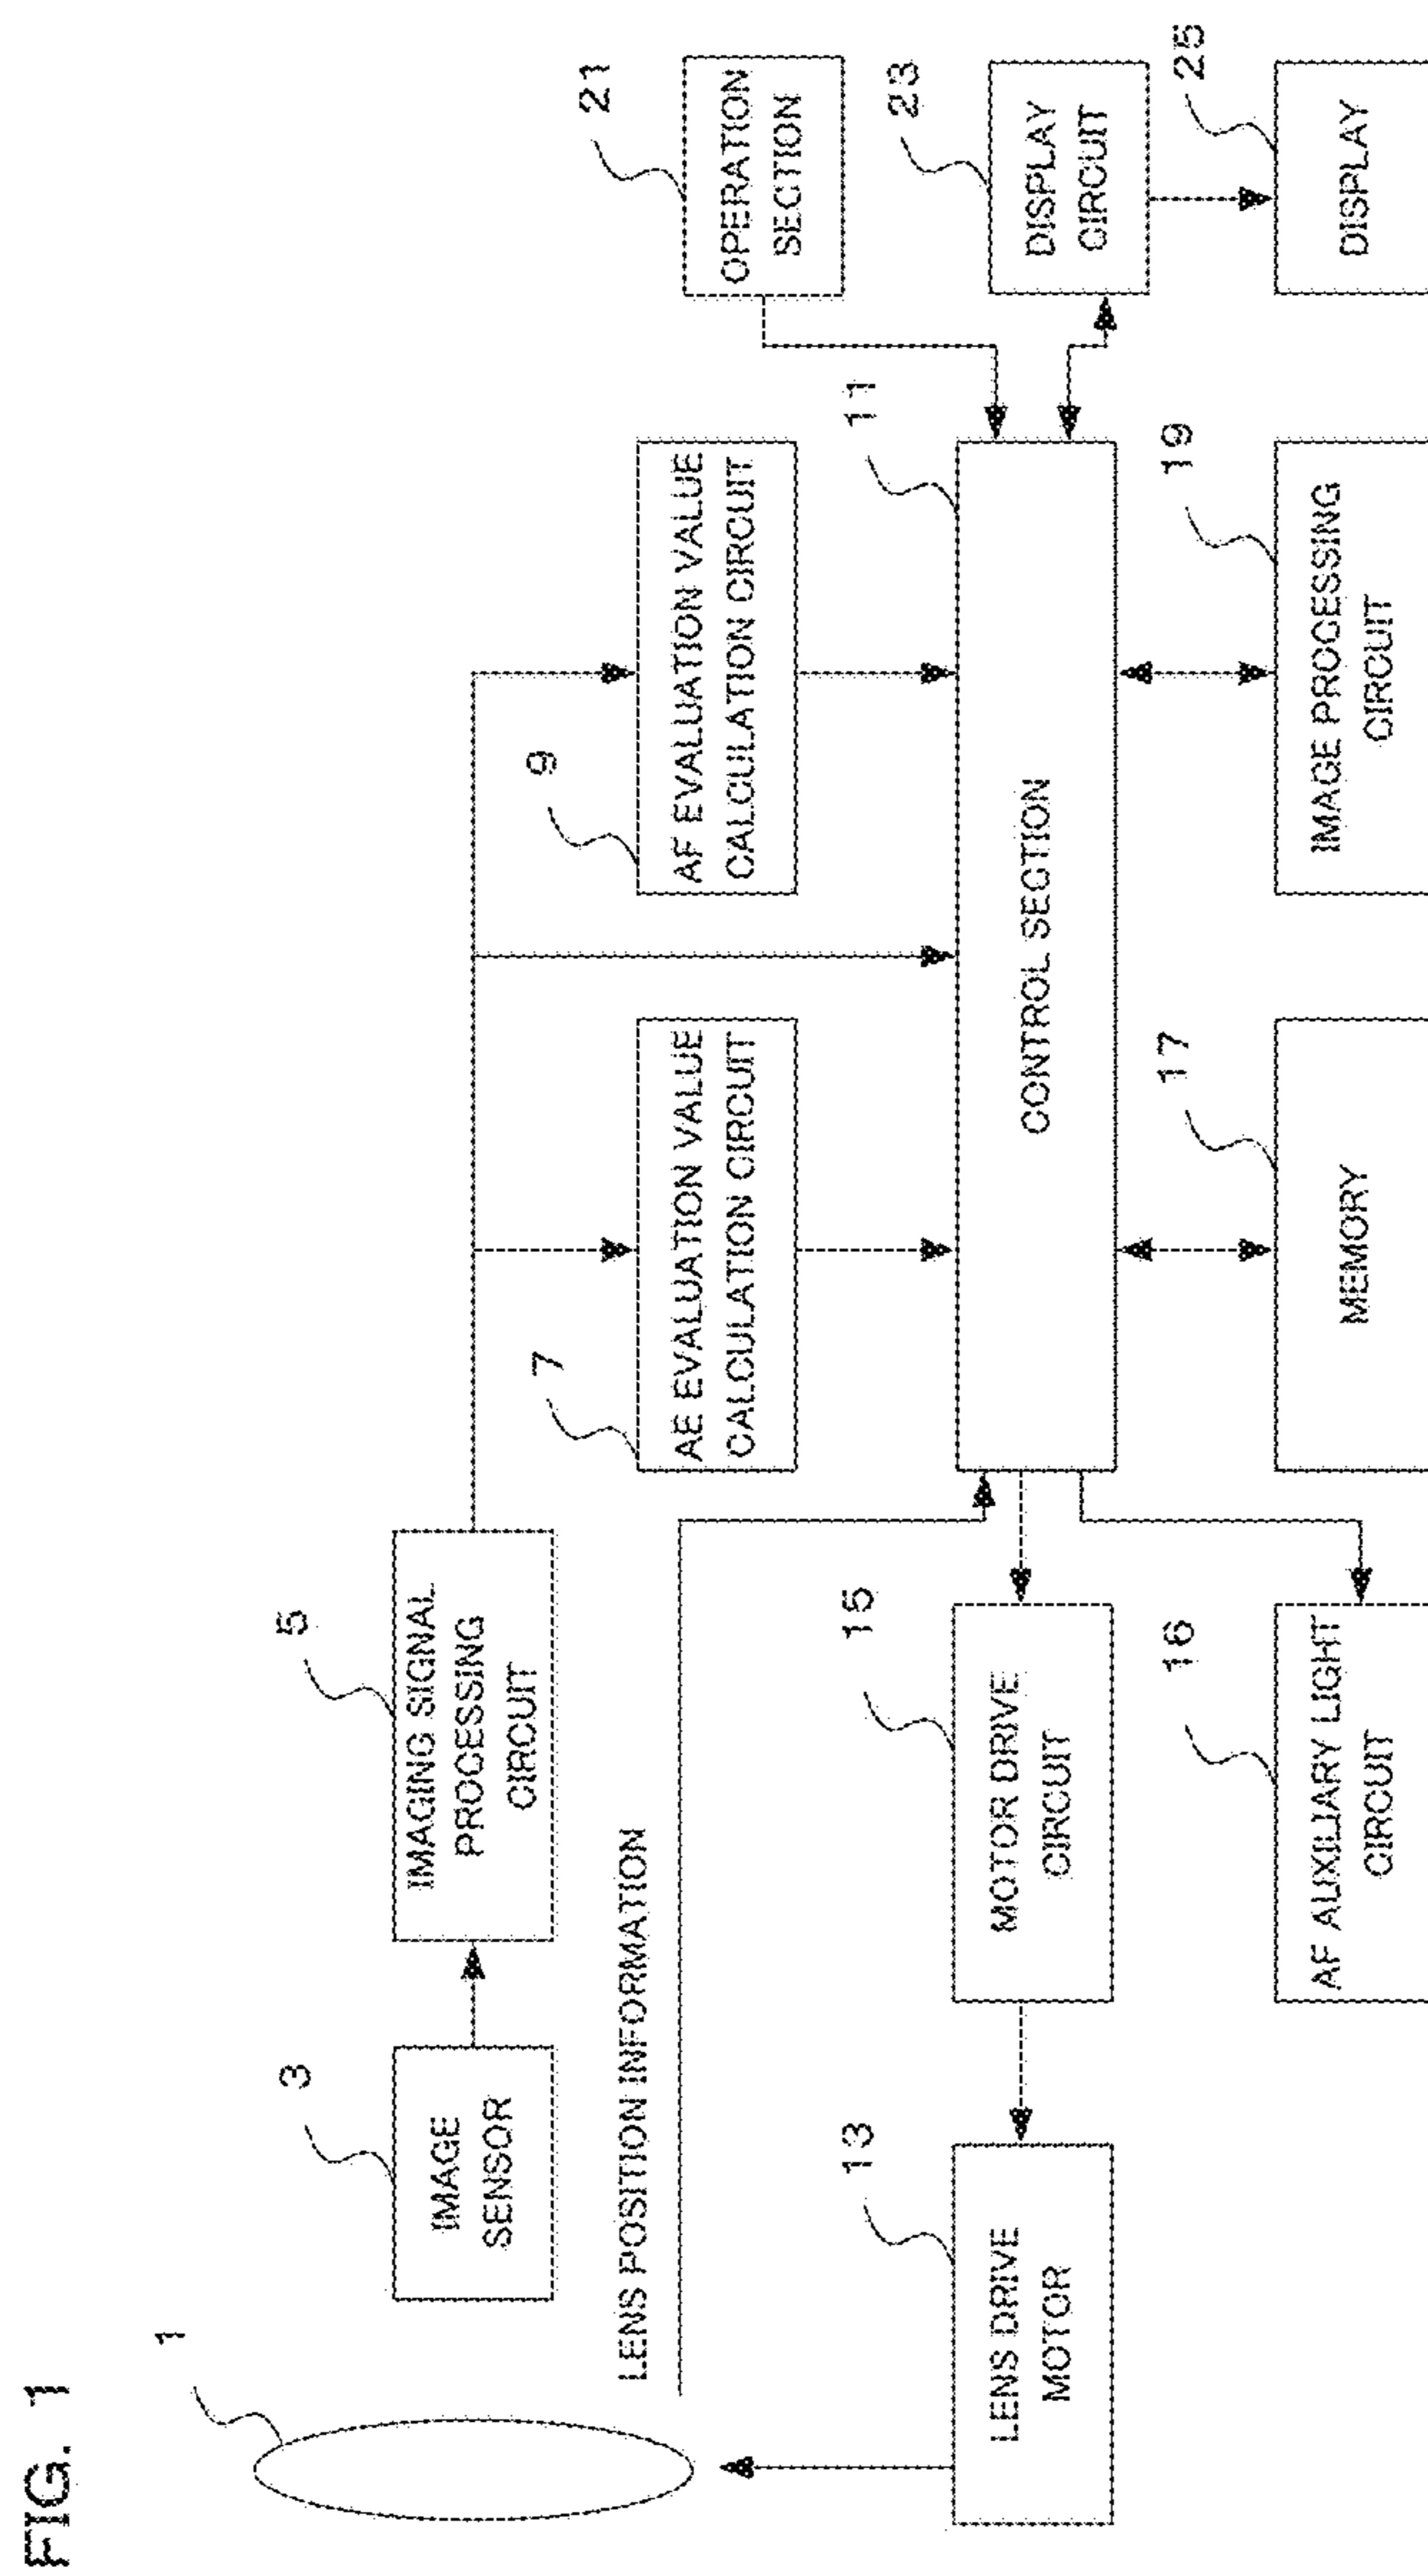 FIG. 1
1
3
IMAGE
SENSOR
5
IMAGING SIGNAL
PROCESSING
CIRCUIT
LENS POSITION INFORMATION
7
AE EVALUATION VALUE
CALCULATION CIRCUIT
9
AF EVALUATION VALUE
CALCULATION CIRCUIT
21
OPERATION
SECTION
13
LENS DRIVE
MOTOR
15
MOTOR DRIVE
CIRCUIT
11
CONTROL SECTION
23
DISPLAY
CIRCUIT
16
AF AUXILIARY LIGHT
CIRCUIT
17
MEMORY
19
IMAGE PROCESSING
CIRCUIT
25
DISPLAY